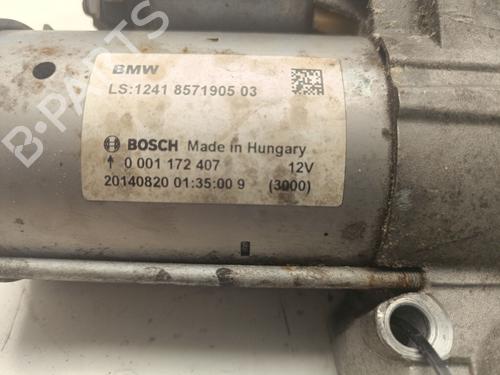 B-PARTS
BMW
LS:1241 8571905 03
BOSCH Made in Hungary
0 001 172 407 12V
20140820 01:35:00 9 (3000)